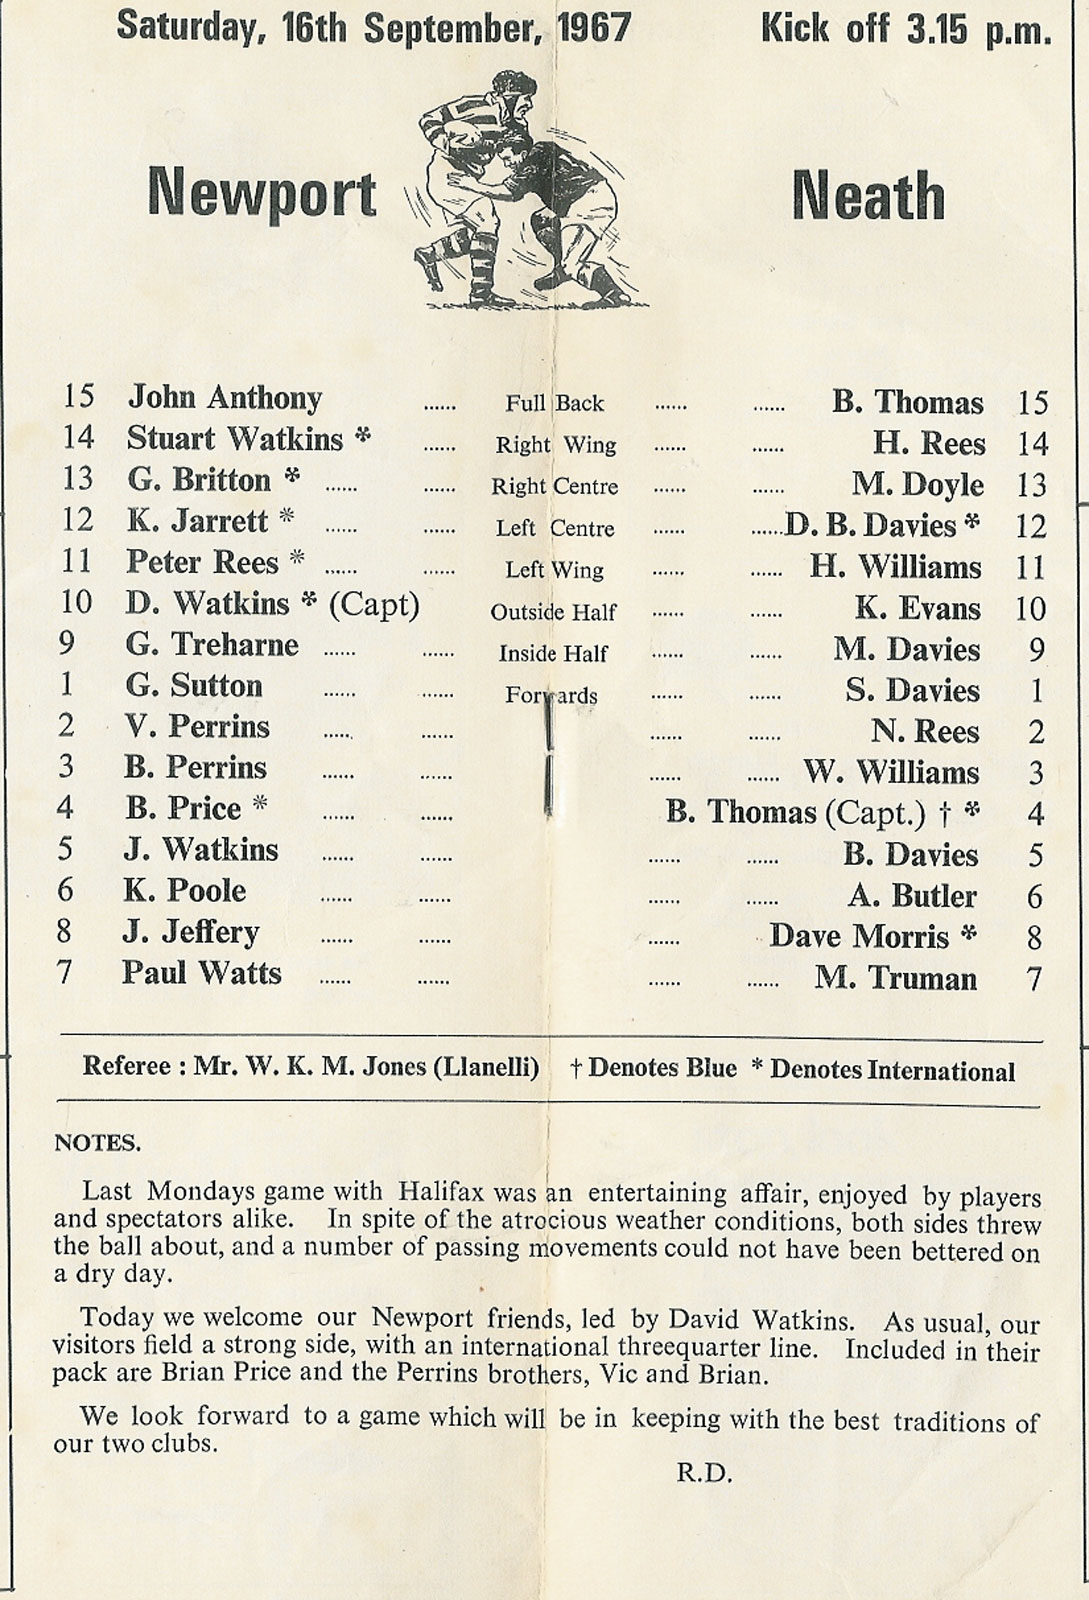 Saturday, 16th September, 1967 Kick off 3.15 p.m.
Newport Neath
15 John Anthony ...... Full Back ...... ...... B. Thomas 15
14 Stuart Watkins * ...... Right Wing ...... ...... H. Rees 14
13 G. Britton * ...... ...... Right Centre ...... ...... M. Doyle 13
12 K. Jarrett * ...... ...... Left Centre ...... ......D. B. Davies * 12
11 Peter Rees * ...... ...... Left Wing ...... ...... H. Williams 11
10 D. Watkins * (Capt) Outside Half ...... ...... K. Evans 10
9 G. Treharne ...... ...... Inside Half ...... ...... M. Davies 9
1 G. Sutton ...... ...... Forwards ...... ...... S. Davies 1
2 V. Perrins ...... ...... ...... ...... N. Rees 2
3 B. Perrins ...... ...... ...... ...... W. Williams 3
4 B. Price * ...... ...... B. Thomas (Capt.) † * 4
5 J. Watkins ...... ...... ...... ...... B. Davies 5
6 K. Poole ...... ...... ...... ...... A. Butler 6
8 J. Jeffery ...... ...... ...... Dave Morris * 8
7 Paul Watts ...... ...... ...... ...... M. Truman 7
Referee : Mr. W. K. M. Jones (Llanelli) † Denotes Blue * Denotes International
NOTES.
Last Mondays game with Halifax was an entertaining affair, enjoyed by players
and spectators alike. In spite of the atrocious weather conditions, both sides threw
the ball about, and a number of passing movements could not have been bettered on
a dry day.
Today we welcome our Newport friends, led by David Watkins. As usual, our
visitors field a strong side, with an international threequarter line. Included in their
pack are Brian Price and the Perrins brothers, Vic and Brian.
We look forward to a game which will be in keeping with the best traditions of
our two clubs.
R.D.